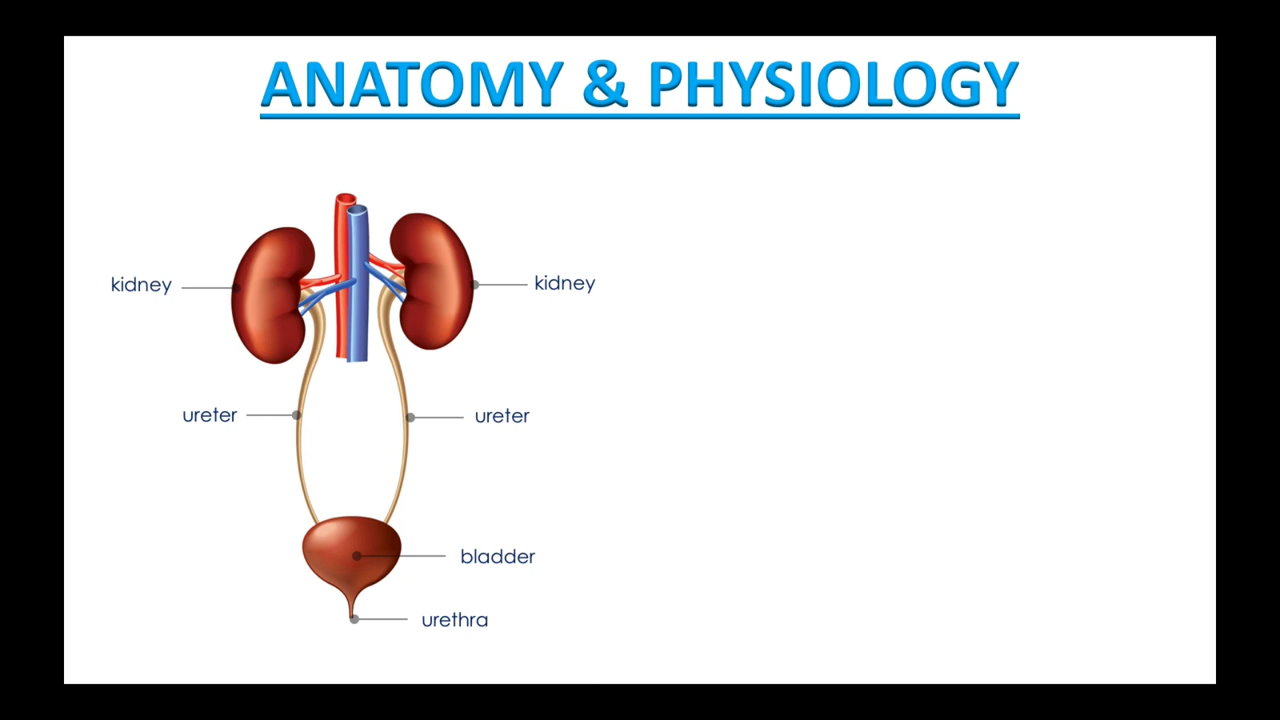 ANATOMY & PHYSIOLOGY
kidney
kidney
ureter
ureter
bladder
urethra